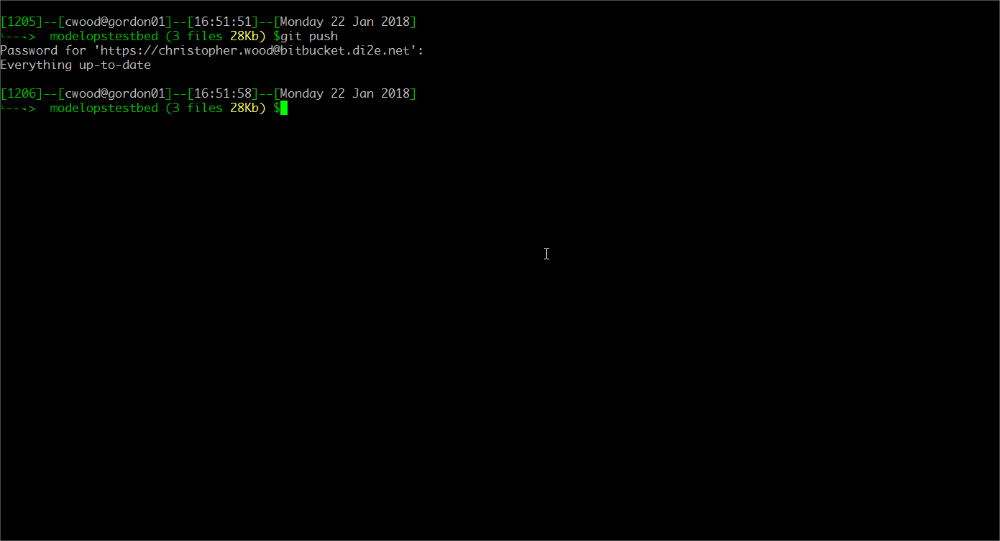 [1205]--[cwood@gordon01]--[16:51:51]--[Monday 22 Jan 2018]
└---> modelopstestbed (3 files 28Kb) $git push
Password for 'https://christopher.wood@bitbucket.di2e.net':
Everything up-to-date
[1206]--[cwood@gordon01]--[16:51:58]--[Monday 22 Jan 2018]
└---> modelopstestbed (3 files 28Kb) $